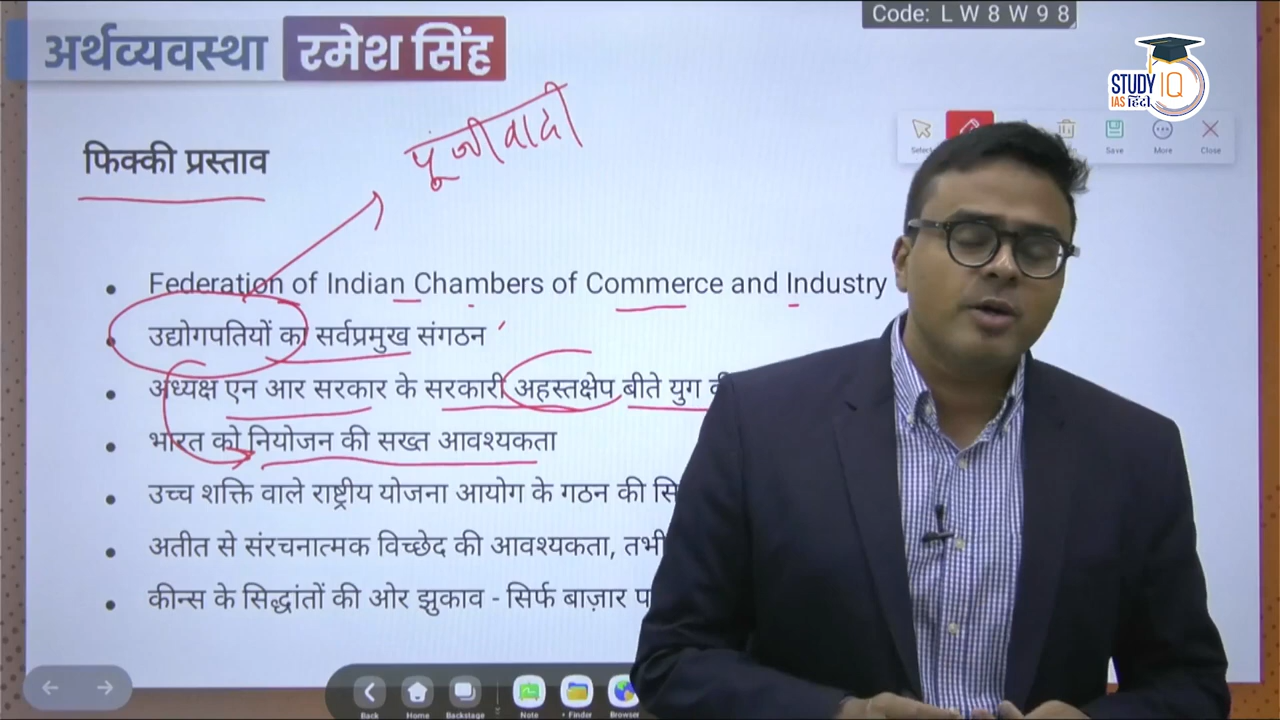 Code: L W 8 W 9 8
अर्थव्यवस्था रमेश सिंह
STUDY IQ
IAS हिंदी
पूंजीवादी
Select
Save
More
Close
फिक्की प्रस्ताव
Federation of Indian Chambers of Commerce and Industry
उद्योगपतियों का सर्वप्रमुख संगठन
अध्यक्ष एन आर सरकार के सरकारी अहस्तक्षेप बीते युग
भारत को नियोजन की सख्त आवश्यकता
उच्च शक्ति वाले राष्ट्रीय योजना आयोग के गठन की
अतीत से संरचनात्मक विच्छेद की आवश्यकता, तभी
कीन्स के सिद्धांतों की ओर झुकाव - सिर्फ बाज़ार
Back Home Backstage Note Finder Browser